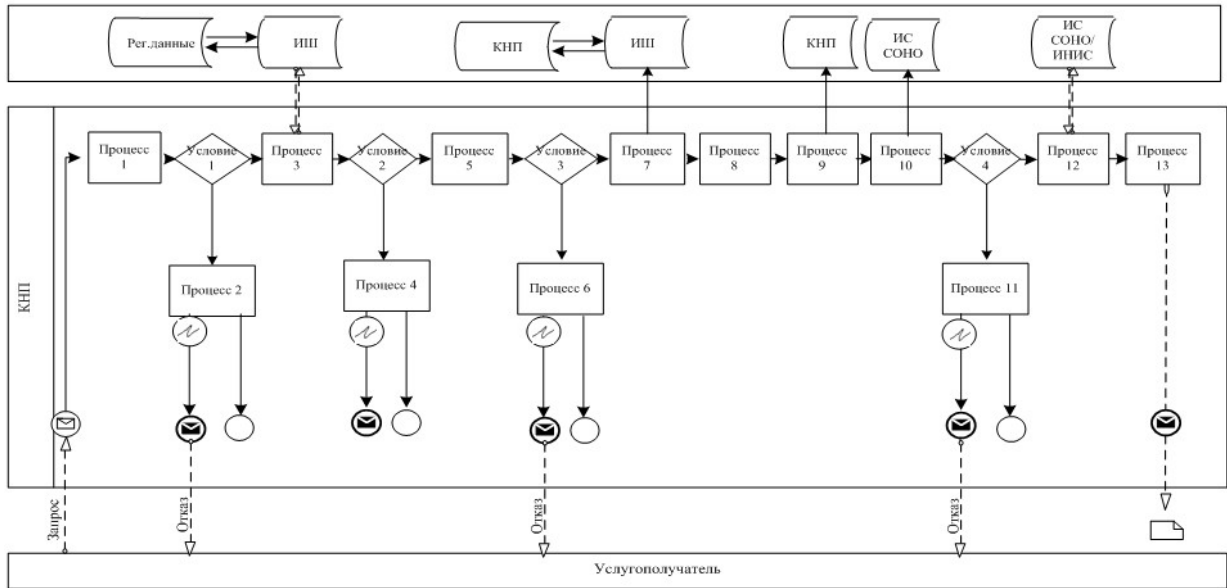 Рег.данные
ИШ
КНП
ИШ
КНП
ИС
СОНО
ИС
СОНО/
ИНИС
КНП
Процесс
1
Условие
1
Процесс
3
Условие
2
Процесс
5
Условие
3
Процесс
7
Процесс
8
Процесс
9
Процесс
10
Условие
4
Процесс
12
Процесс
13
Процесс 2
Процесс 4
Процесс 6
Процесс 11
Запрос
Отказ
Отказ
Отказ
Услугополучатель